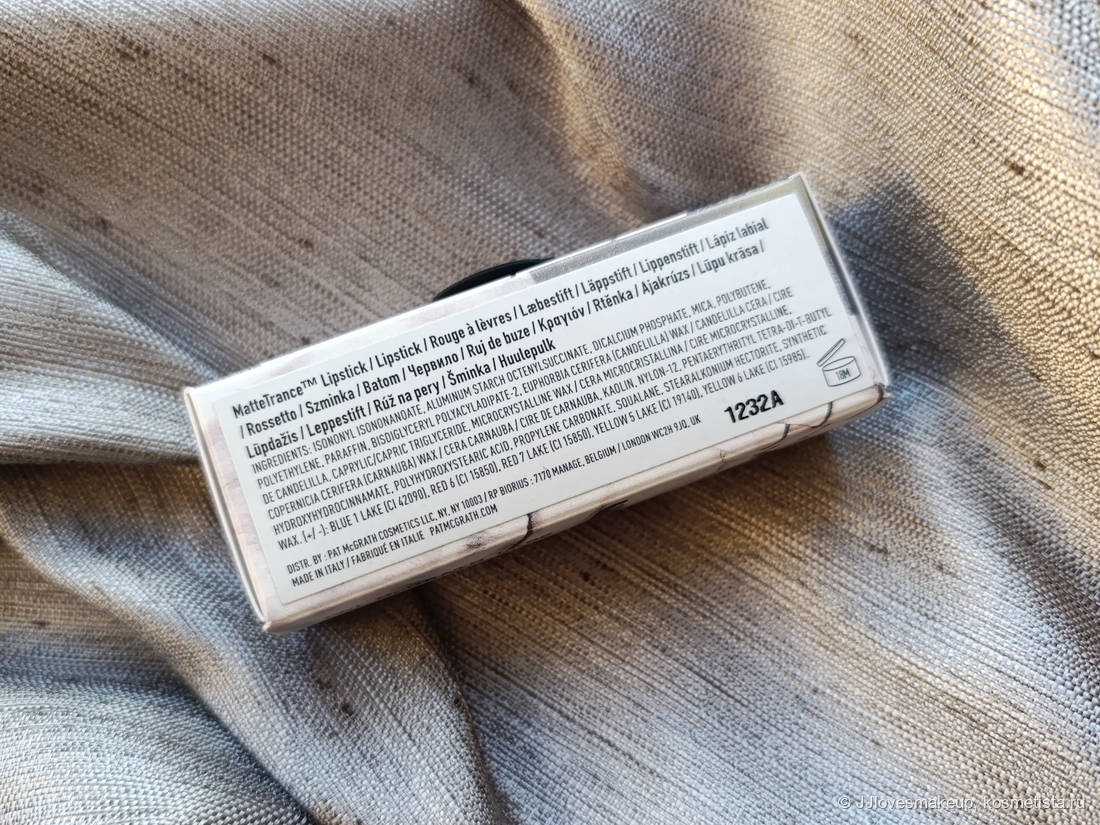 MatteTrance™ Lipstick / Lipstick / Rouge à lèvres / Læbestift / Läppstift / Lippenstift / Lápiz labial
/ Rossetto / Szminka / Batom / Червило / Ruj de buze / Κραγιόν / Rtěnka / Ajakrúzs / Lūpu krāsa /
Lūpdažis / Leppestift / Rúž na pery / Šminka / Huulepulk
INGREDIENTS: ISONONYL ISONONANOATE, ALUMINUM STARCH OCTENYLSUCCINATE, DICALCIUM PHOSPHATE, MICA, POLYBUTENE,
POLYETHYLENE, PARAFFIN, BISDIGLYCERYL POLYACYLADIPATE-2, EUPHORBIA CERIFERA (CANDELILLA) WAX / CANDELILLA CERA / CIRE
DE CANDELILLA, CAPRYLIC/CAPRIC TRIGLYCERIDE, MICROCRYSTALLINE WAX / CERA MICROCRISTALLINA / CIRE MICROCRYSTALLINE,
COPERNICIA CERIFERA (CARNAUBA) WAX / CERA CARNAUBA / CIRE DE CARNAUBA, KAOLIN, NYLON-12, PENTAERYTHRITYL TETRA-DI-T-BUTYL
HYDROXYHYDROCINNAMATE, POLYHYDROXYSTEARIC ACID, PROPYLENE CARBONATE, SQUALANE, STEARALKONIUM HECTORITE, SYNTHETIC
WAX. (+/-): BLUE 1 LAKE (CI 42090), RED 6 (CI 15850), RED 7 LAKE (CI 15850), YELLOW 5 LAKE (CI 19140), YELLOW 6 LAKE (CI 15985).
18M
1232A
DISTR. BY : PAT McGRATH COSMETICS LLC, NY, NY 10003 / RP BIORIUS : 7170 MANAGE, BELGIUM / LONDON WC2H 9JQ, UK
MADE IN ITALY / FABRIQUÉ EN ITALIE PATMCGRATH.COM
© JJlovesmakeup, kosmetista.ru